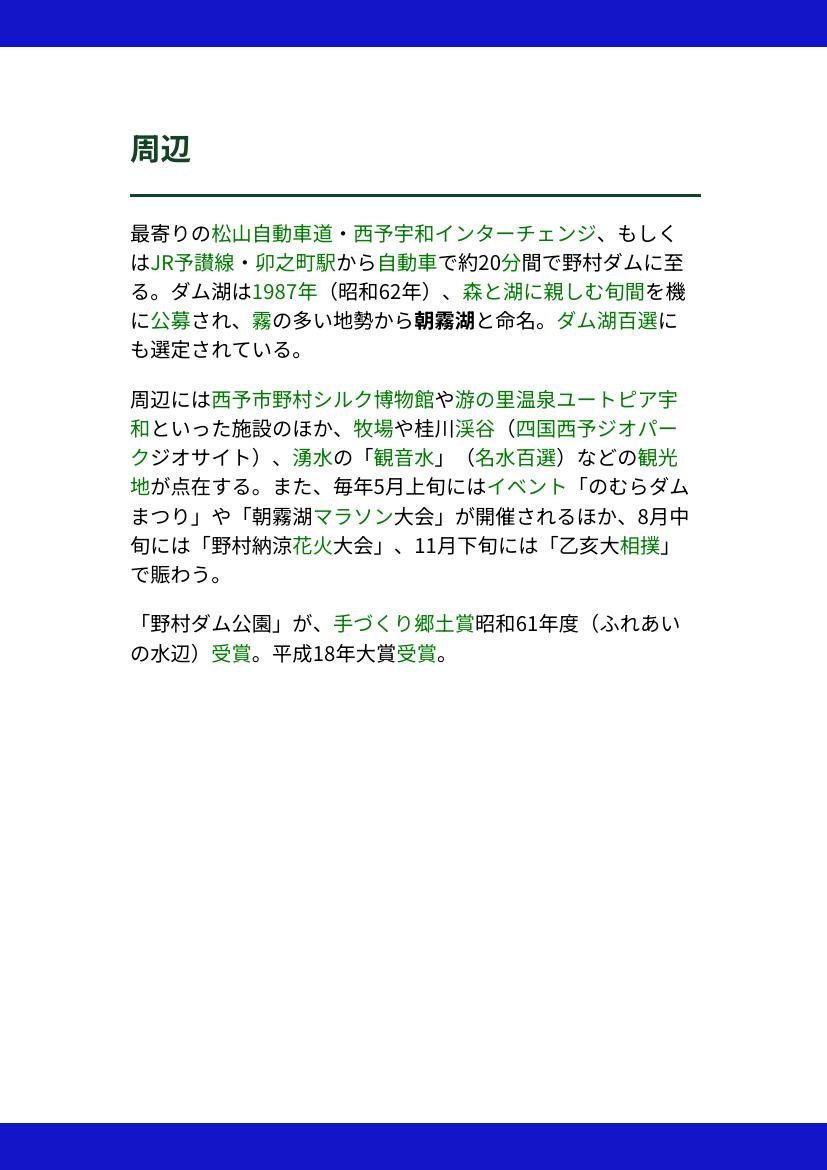 周辺
最寄りの松山自動車道・西予宇和インターチェンジ、もしく
はJR予讃線・卯之町駅から自動車で約20分間で野村ダムに至
る。ダム湖は1987年（昭和62年）、森と湖に親しむ旬間を機
に公募され、霧の多い地勢から朝霧湖と命名。ダム湖百選に
も選定されている。
周辺には西予市野村シルク博物館や游の里温泉ユートピア宇
和といった施設のほか、牧場や桂川渓谷（四国西予ジオパー
クジオサイト）、湧水の「観音水」（名水百選）などの観光
地が点在する。また、毎年5月上旬にはイベント「のむらダム
まつり」や「朝霧湖マラソン大会」が開催されるほか、8月中
旬には「野村納涼花火大会」、11月下旬には「乙亥大相撲」
で賑わう。
「野村ダム公園」が、手づくり郷土賞昭和61年度（ふれあい
の水辺）受賞。平成18年大賞受賞。